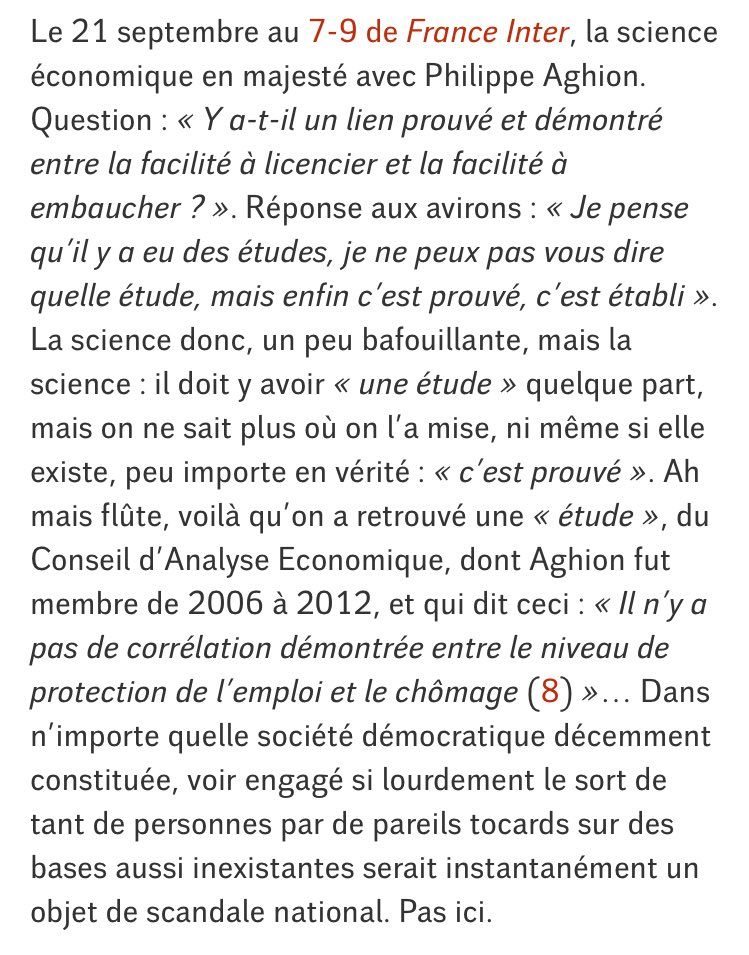 Le 21 septembre au 7-9 de France Inter, la science
économique en majesté avec Philippe Aghion.
Question : « Y a-t-il un lien prouvé et démontré
entre la facilité à licencier et la facilité à
embaucher ? ». Réponse aux avirons : « Je pense
qu’il y a eu des études, je ne peux pas vous dire
quelle étude, mais enfin c’est prouvé, c’est établi ».
La science donc, un peu bafouillante, mais la
science : il doit y avoir « une étude » quelque part,
mais on ne sait plus où on l’a mise, ni même si elle
existe, peu importe en vérité : « c’est prouvé ». Ah
mais flûte, voilà qu’on a retrouvé une « étude », du
Conseil d’Analyse Economique, dont Aghion fut
membre de 2006 à 2012, et qui dit ceci : « Il n’y a
pas de corrélation démontrée entre le niveau de
protection de l’emploi et le chômage (8) »… Dans
n’importe quelle société démocratique décemment
constituée, voir engagé si lourdement le sort de
tant de personnes par de pareils tocards sur des
bases aussi inexistantes serait instantanément un
objet de scandale national. Pas ici.